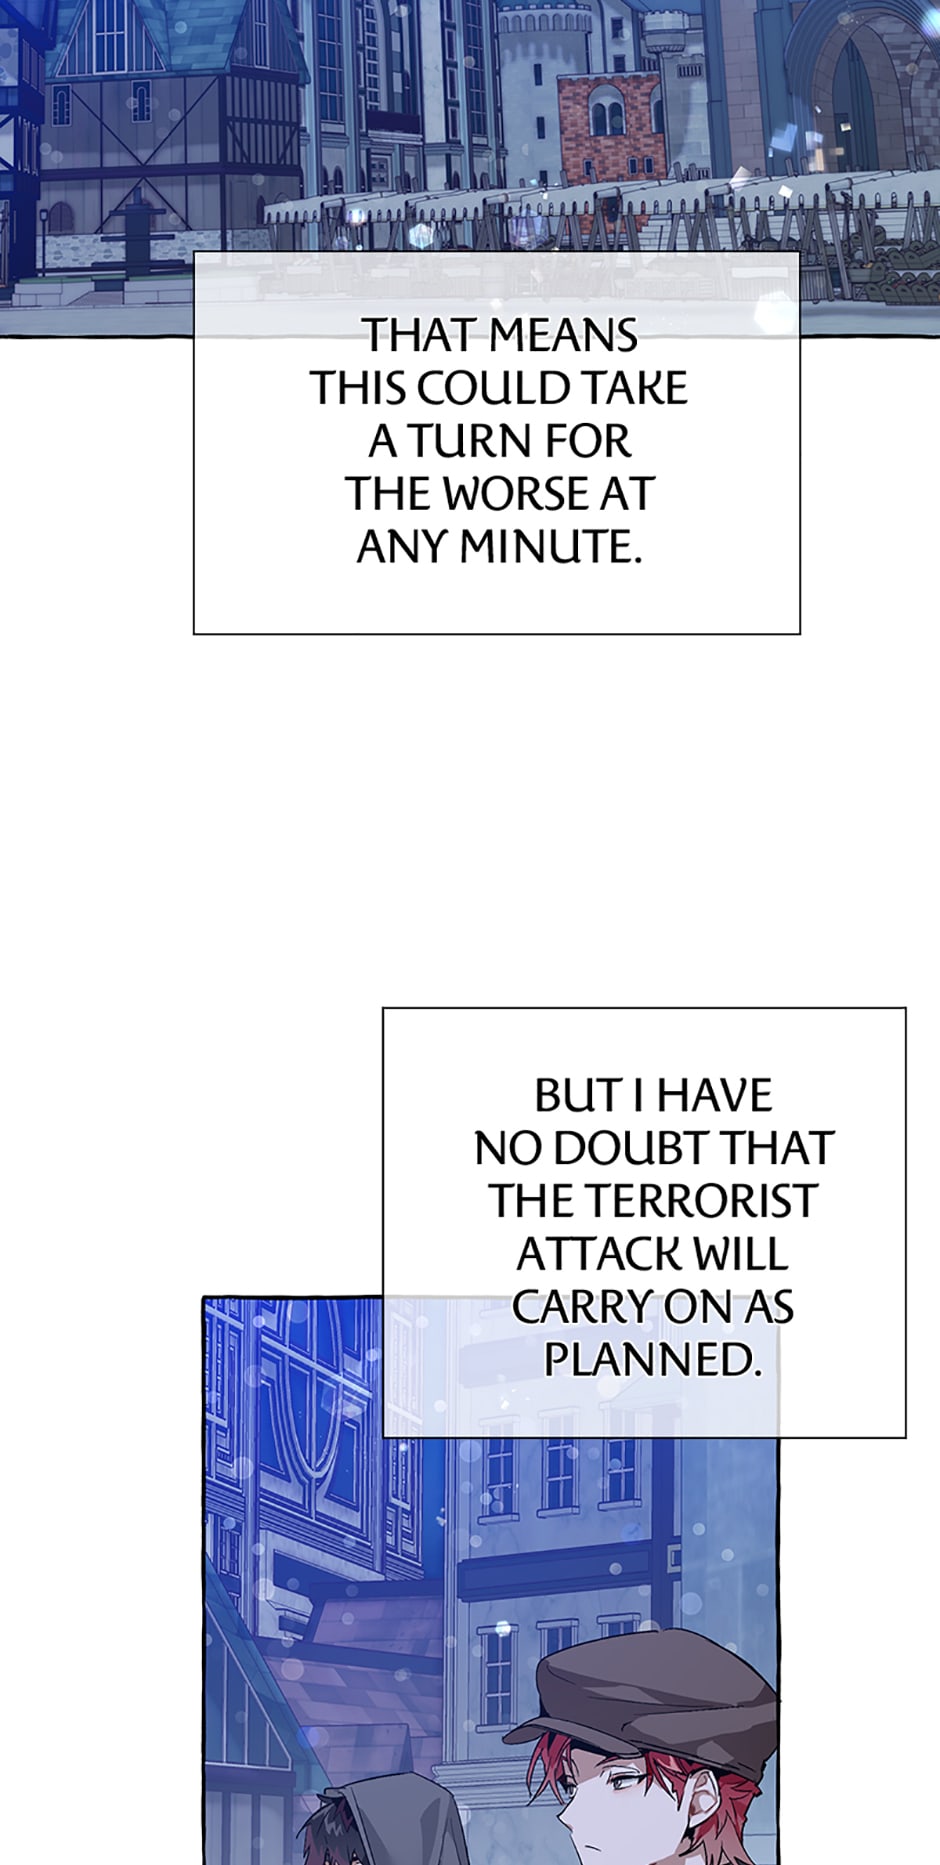 THAT MEANS
THIS COULD TAKE
A TURN FOR
THE WORSE AT
ANY MINUTE.
BUT I HAVE
NO DOUBT THAT
THE TERRORIST
ATTACK WILL
CARRY ON AS
PLANNED.